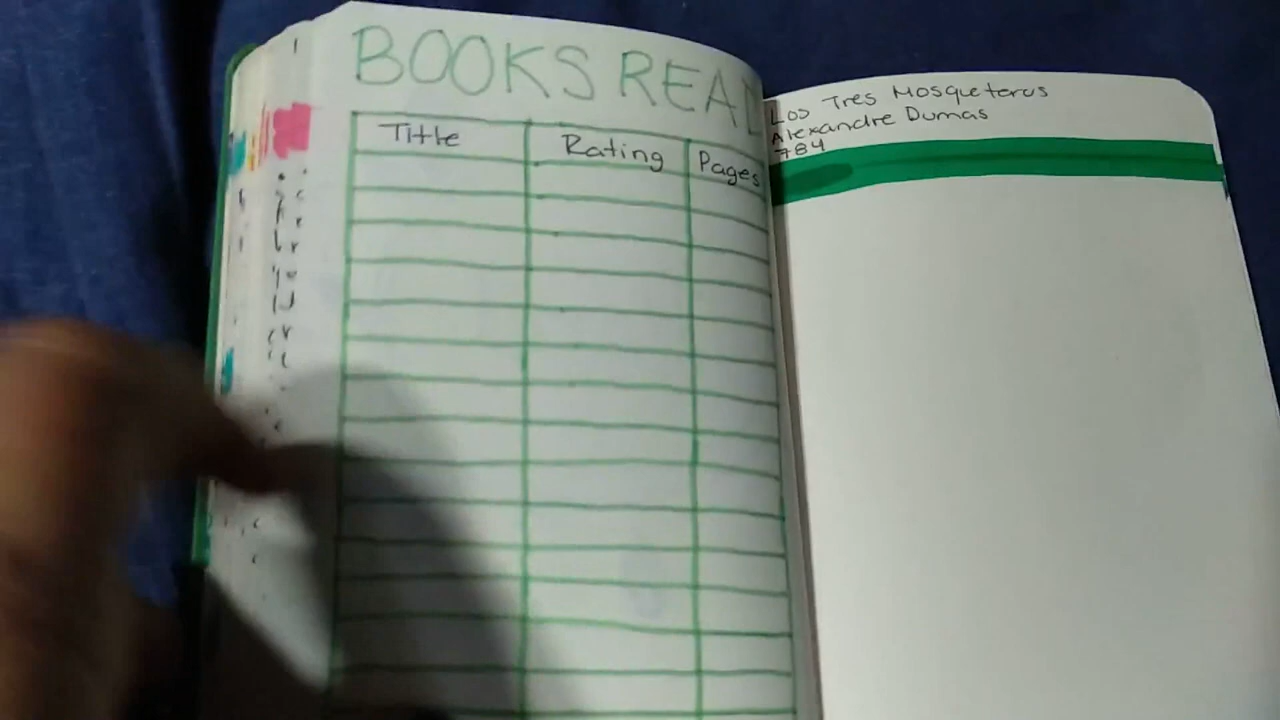 BOOKS READ
Title Rating Pages
Los Tres Mosqueteros
Alexandre Dumas
784